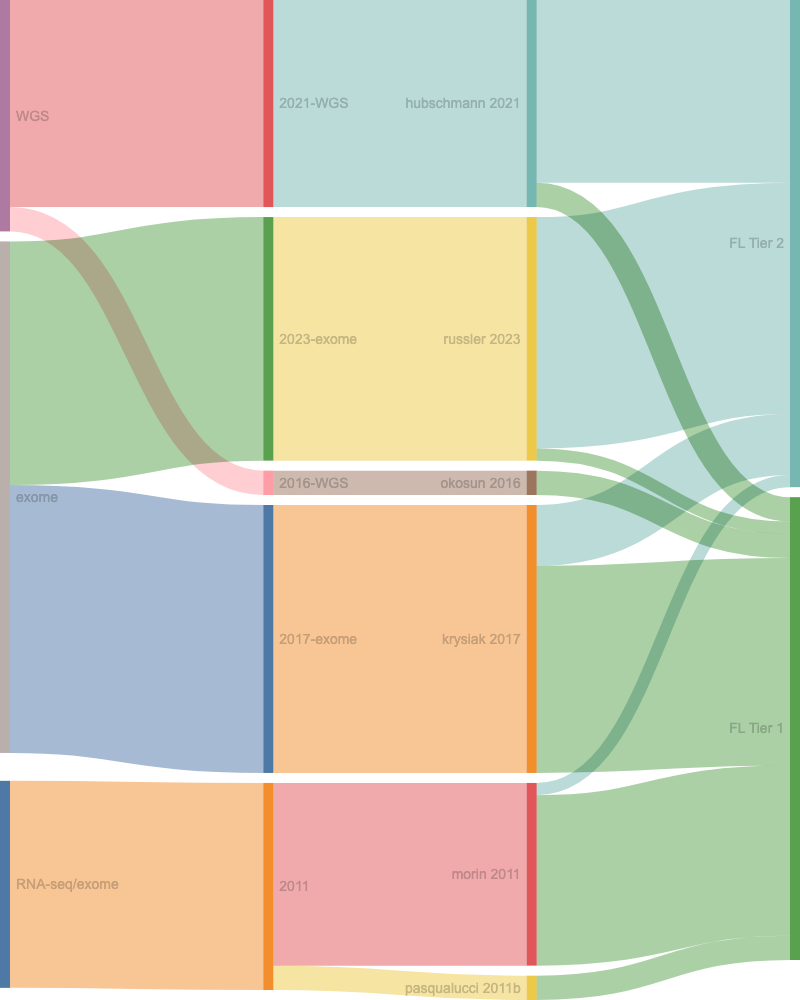 WGS
exome
RNA-seq/exome
2021-WGS
2023-exome
2016-WGS
2017-exome
2011
hubschmann 2021
russler 2023
okosun 2016
krysiak 2017
morin 2011
pasqualucci 2011b
FL Tier 2
FL Tier 1